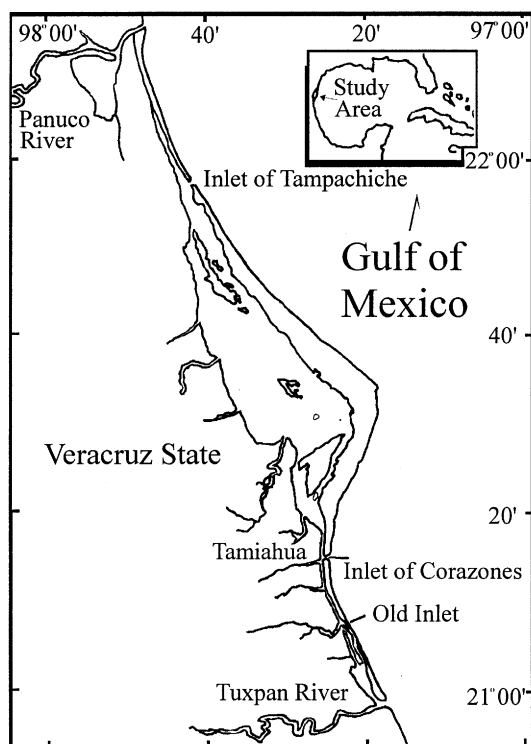 98°00' 40' 20' 97°00'
Study
Area
Panuco
River
22°00'
Inlet of Tampachiche
Gulf of
Mexico
40'
Veracruz State
20'
Tamiahua
Inlet of Corazones
Old Inlet
Tuxpan River
21°00'